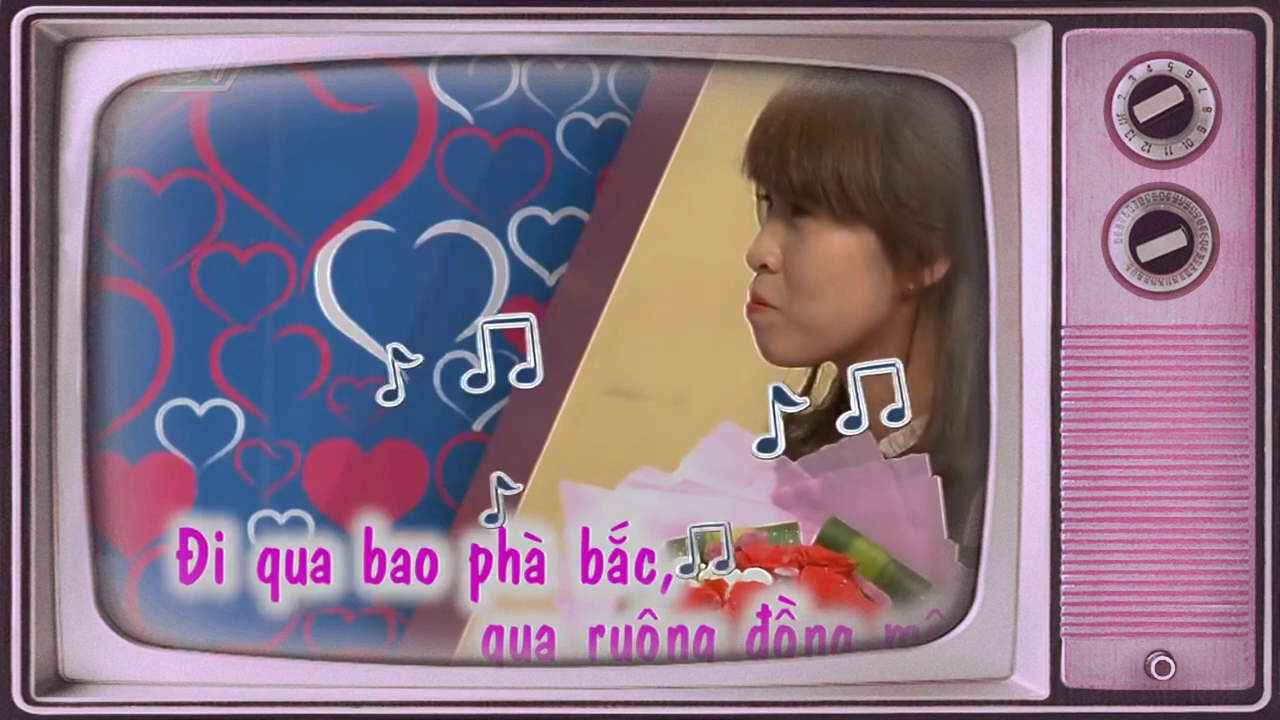 Đi qua bao phà bắc,
qua ruộng đồng